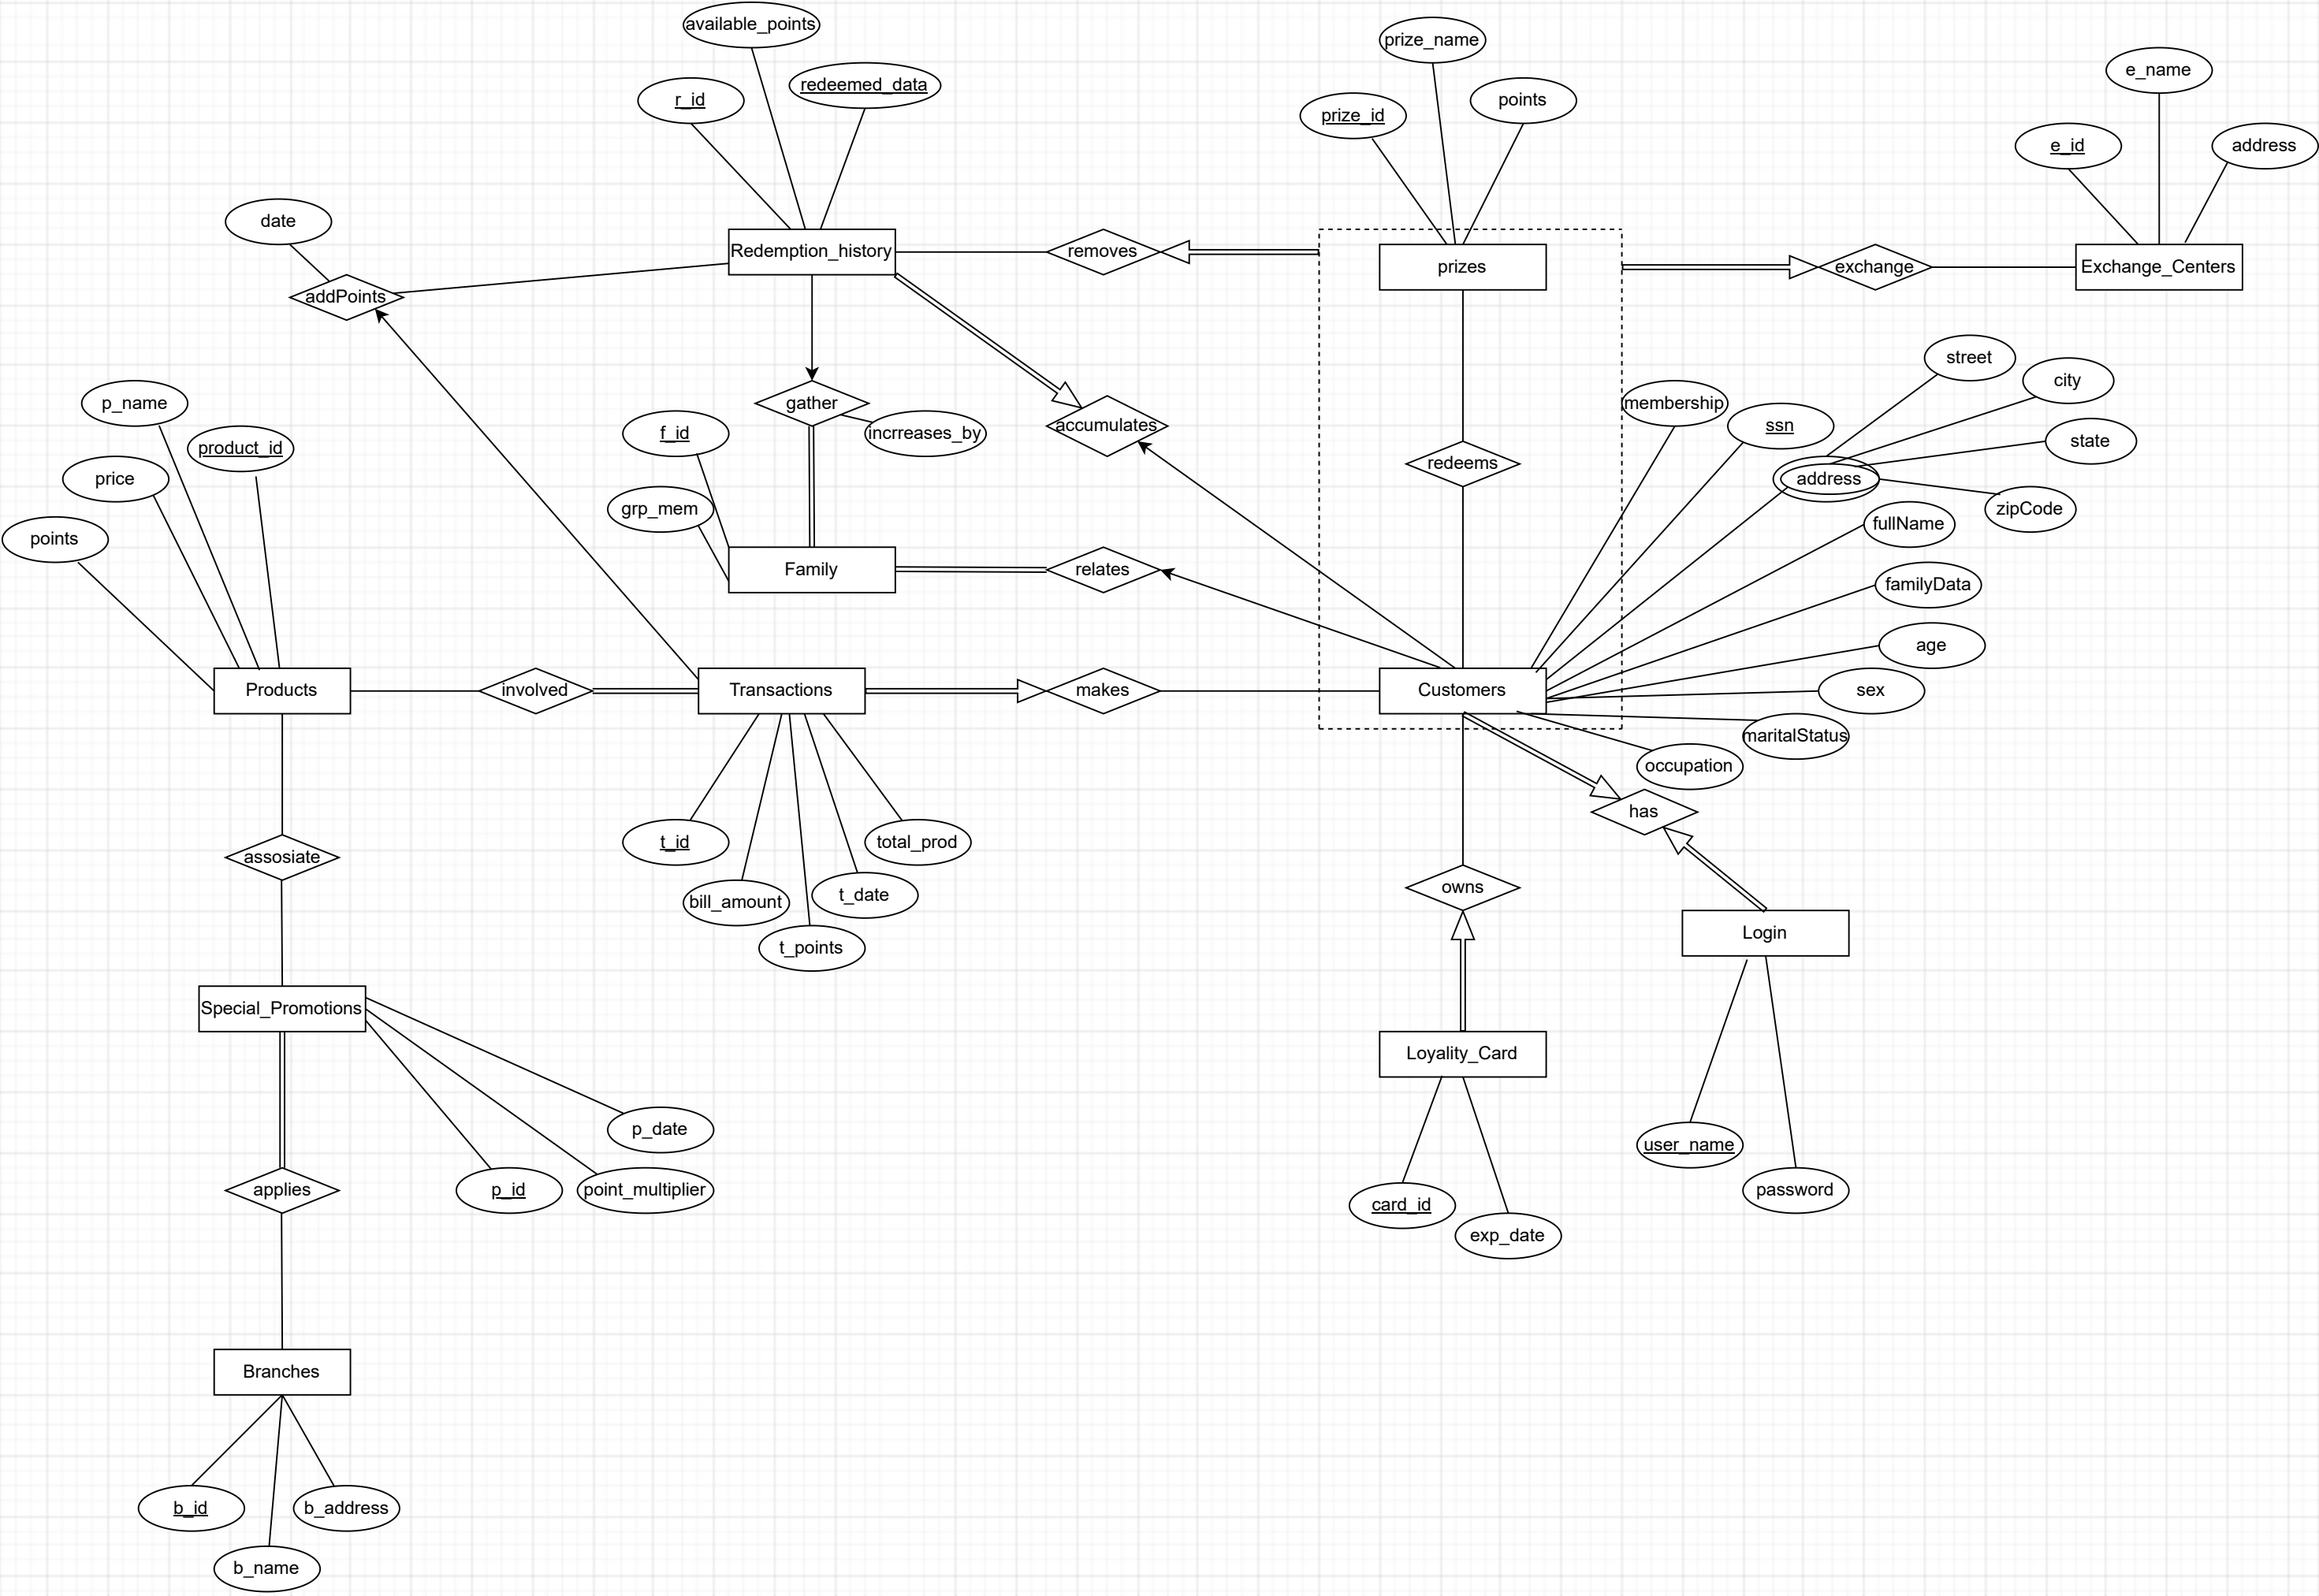 available_points
prize_name
e_name
redeemed_data
r_id
points
prize_id
e_id
address
date
Redemption_history
removes
prizes
exchange
Exchange_Centers
addPoints
street
city
p_name
gather
membership
accumulates
ssn
f_id
incrreases_by
state
product_id
redeems
price
address
grp_mem
zipCode
fullName
points
Family
relates
familyData
age
Products
involved
Transactions
makes
Customers
sex
maritalStatus
occupation
has
t_id
total_prod
assosiate
owns
t_date
bill_amount
Login
t_points
Special_Promotions
Loyality_Card
p_date
user_name
applies
p_id
point_multiplier
password
card_id
exp_date
Branches
b_id
b_address
b_name